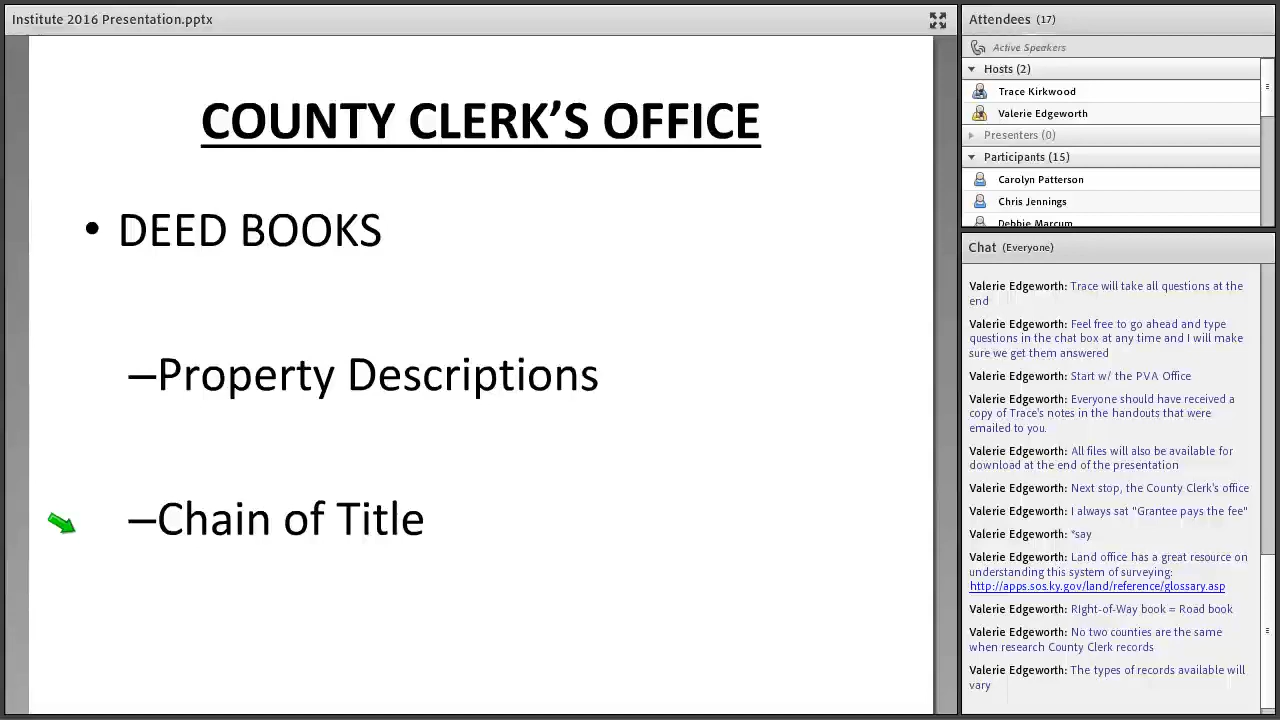 Institute 2016 Presentation.pptx
COUNTY CLERK’S OFFICE
• DEED BOOKS
–Property Descriptions
–Chain of Title
Attendees (17)
Active Speakers
Hosts (2)
Trace Kirkwood
Valerie Edgeworth
Presenters (0)
Participants (15)
Carolyn Patterson
Chris Jennings
Debbie Marcum
Chat (Everyone)
Valerie Edgeworth: Trace will take all questions at the
end
Valerie Edgeworth: Feel free to go ahead and type
questions in the chat box at any time and I will make
sure we get them answered
Valerie Edgeworth: Start w/ the PVA Office
Valerie Edgeworth: Everyone should have received a
copy of Trace's notes in the handouts that were
emailed to you.
Valerie Edgeworth: All files will also be available for
download at the end of the presentation
Valerie Edgeworth: Next stop, the County Clerk's office
Valerie Edgeworth: I always sat "Grantee pays the fee"
Valerie Edgeworth: *say
Valerie Edgeworth: Land office has a great resource on
understanding this system of surveying:
http://apps.sos.ky.gov/land/reference/glossary.asp
Valerie Edgeworth: Right-of-Way book = Road book
Valerie Edgeworth: No two counties are the same
when research County Clerk records
Valerie Edgeworth: The types of records available will
vary